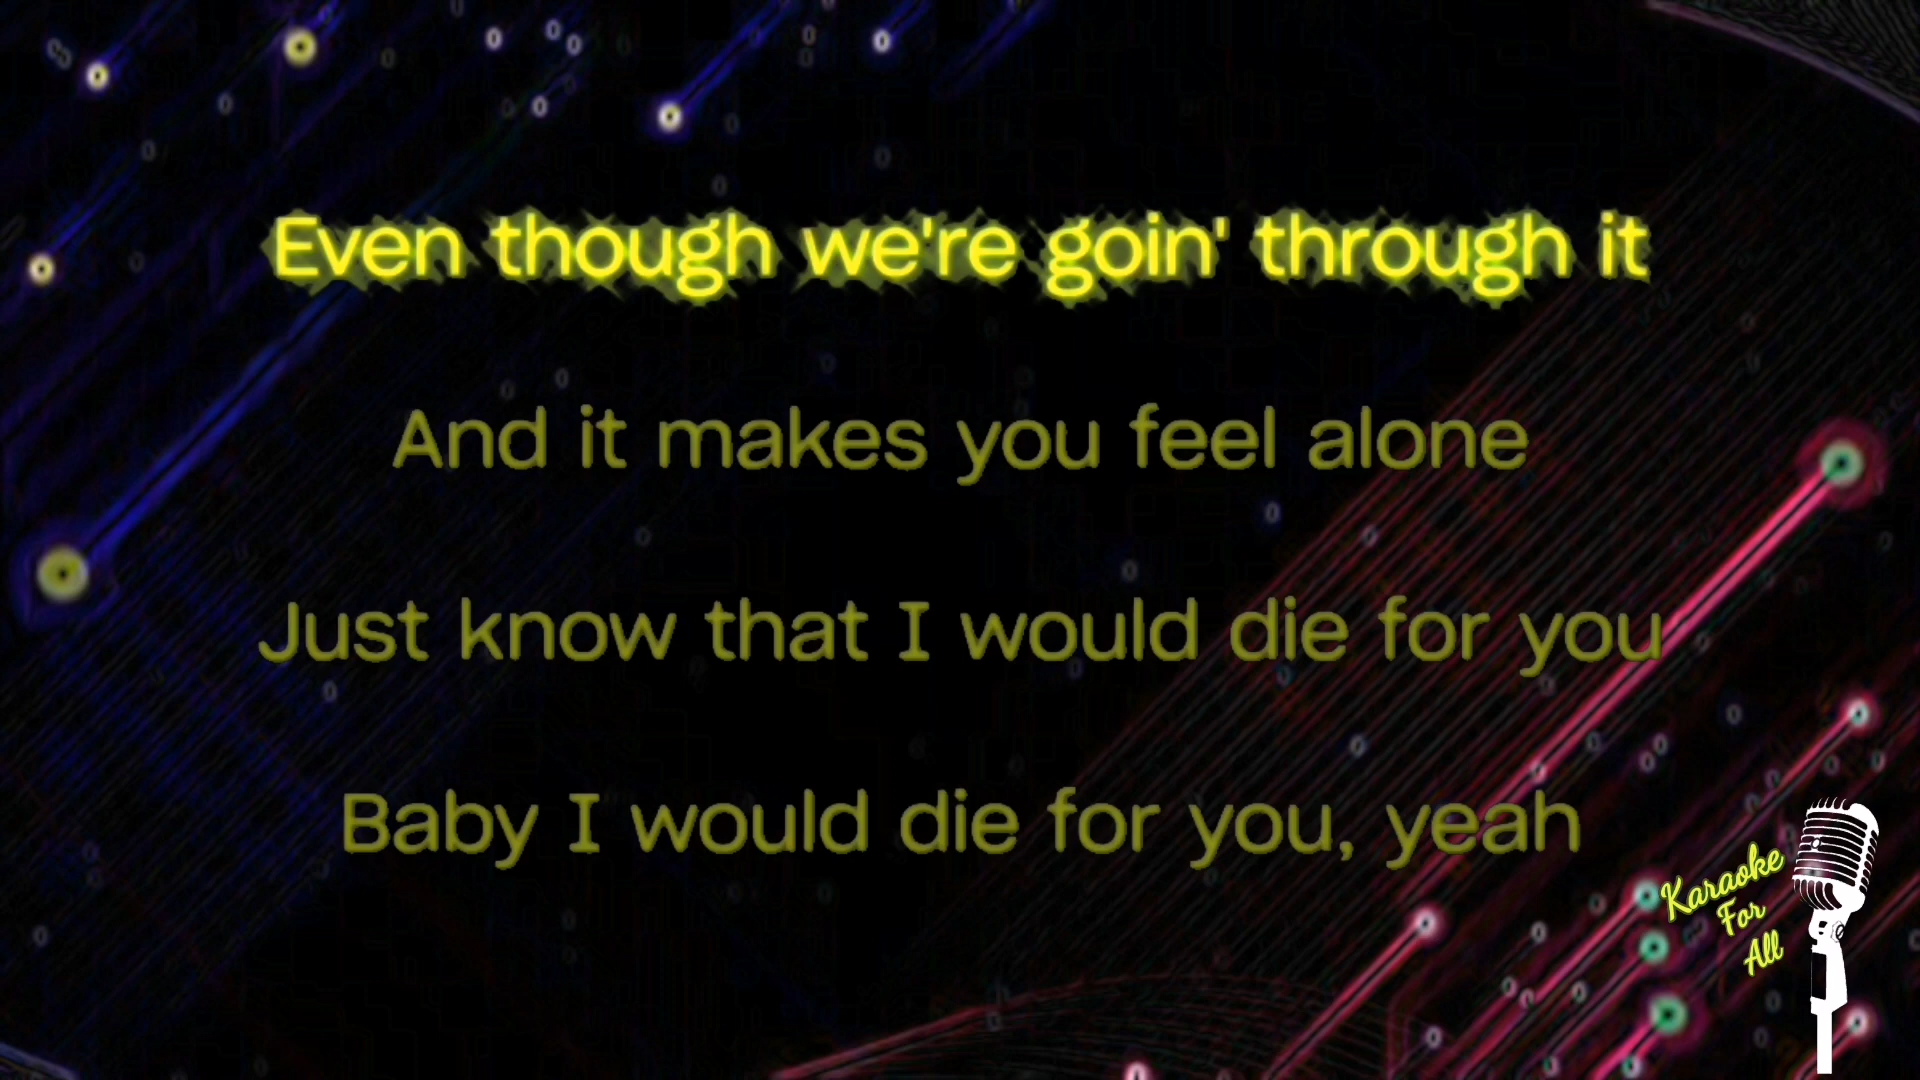 Even though we're goin' through it
And it makes you feel alone
Just know that I would die for you
Baby I would die for you, yeah
Karaoke
For
All